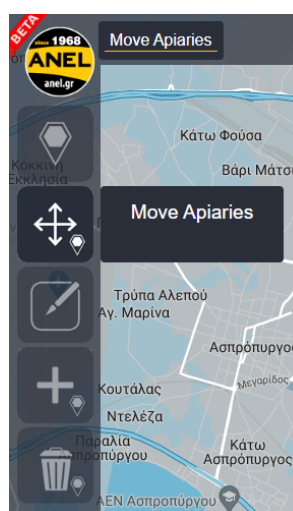 BETA
since 1968
ANEL
anel.gr
Move Apiaries
Κάτω Φούσα
Κόκκινη
Εκκλησία
Βάρι Μάτσι
Move Apiaries
Τρύπα Αλεπού
Αγ. Μαρίνα
Ασπρόπυργο
Μεγαρίδος
Κουτάλας
Ντελέζα
Παραλία
Ασπροπύργου
Κάτω
Ασπρόπυργος
ΑΕΝ Ασπροπύργου